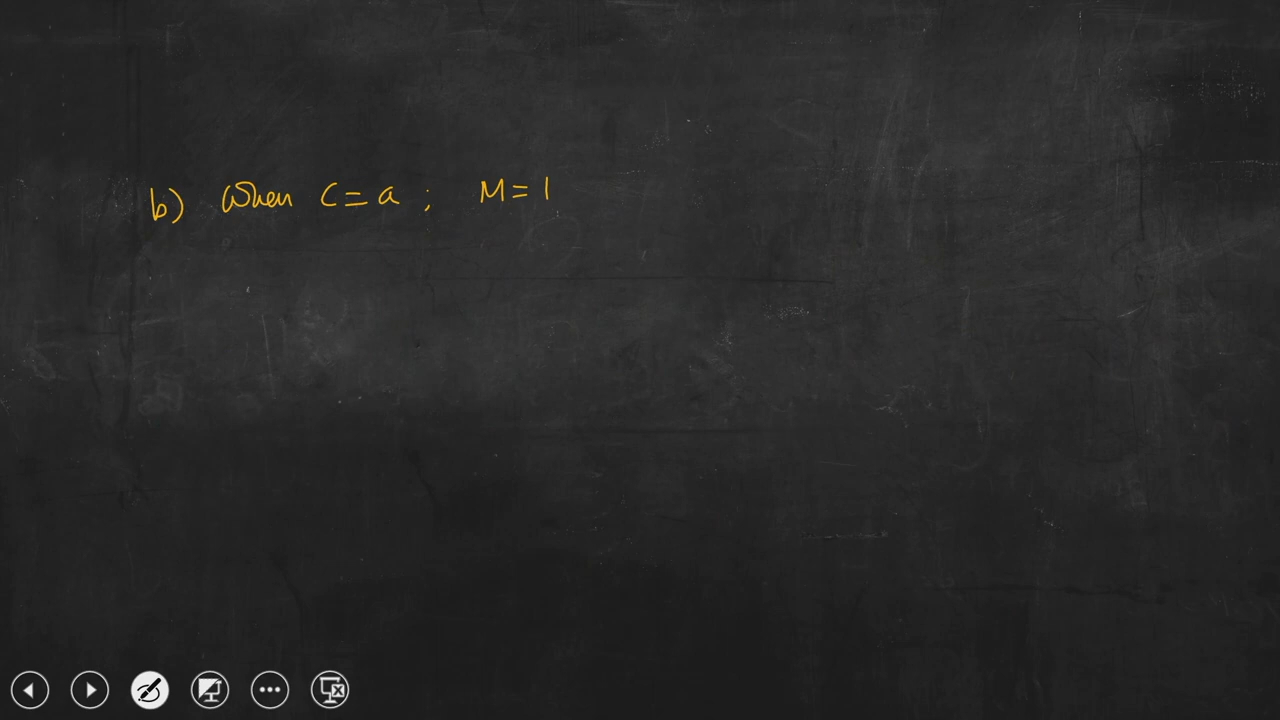 b) When C = a ; M = 1